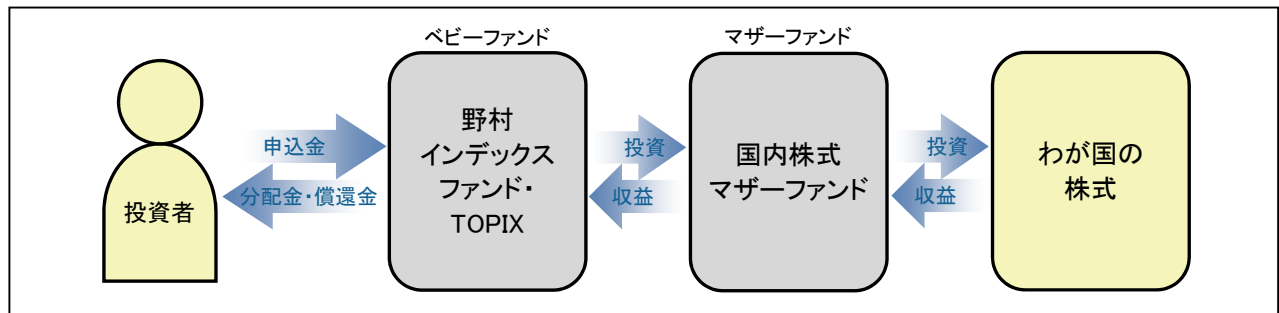 ベビーファンド
マザーファンド
投資者
申込金
分配金・償還金
野村
インデックス
ファンド・
TOPIX
投資
収益
国内株式
マザーファンド
投資
収益
わが国の
株式